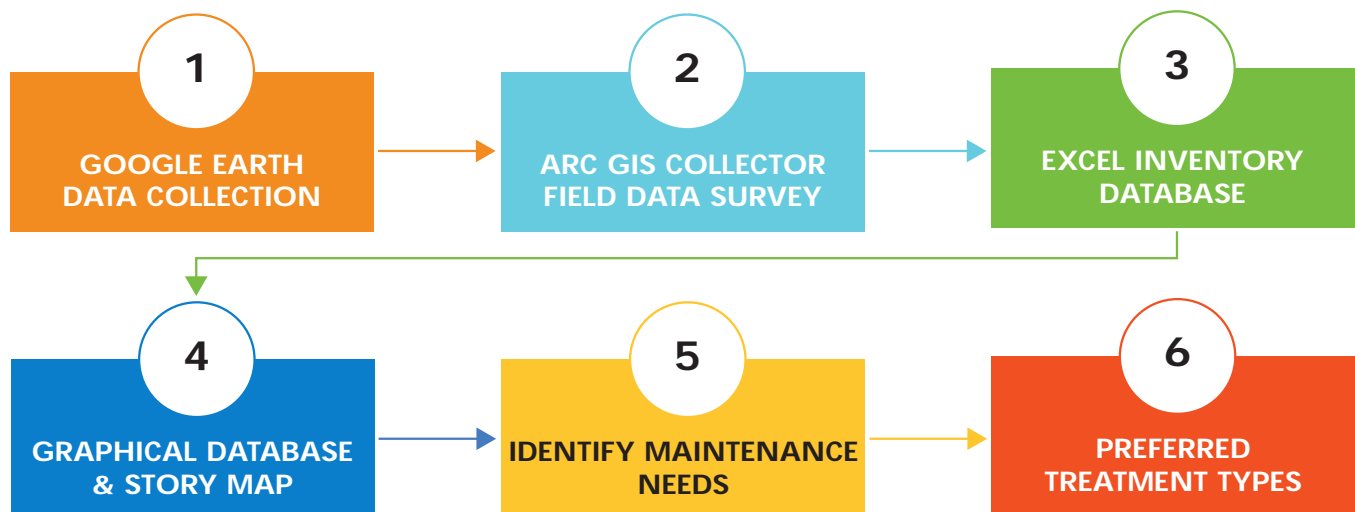 1
GOOGLE EARTH
DATA COLLECTION
2
ARC GIS COLLECTOR
FIELD DATA SURVEY
3
EXCEL INVENTORY
DATABASE
4
GRAPHICAL DATABASE
& STORY MAP
5
IDENTIFY MAINTENANCE
NEEDS
6
PREFERRED
TREATMENT TYPES